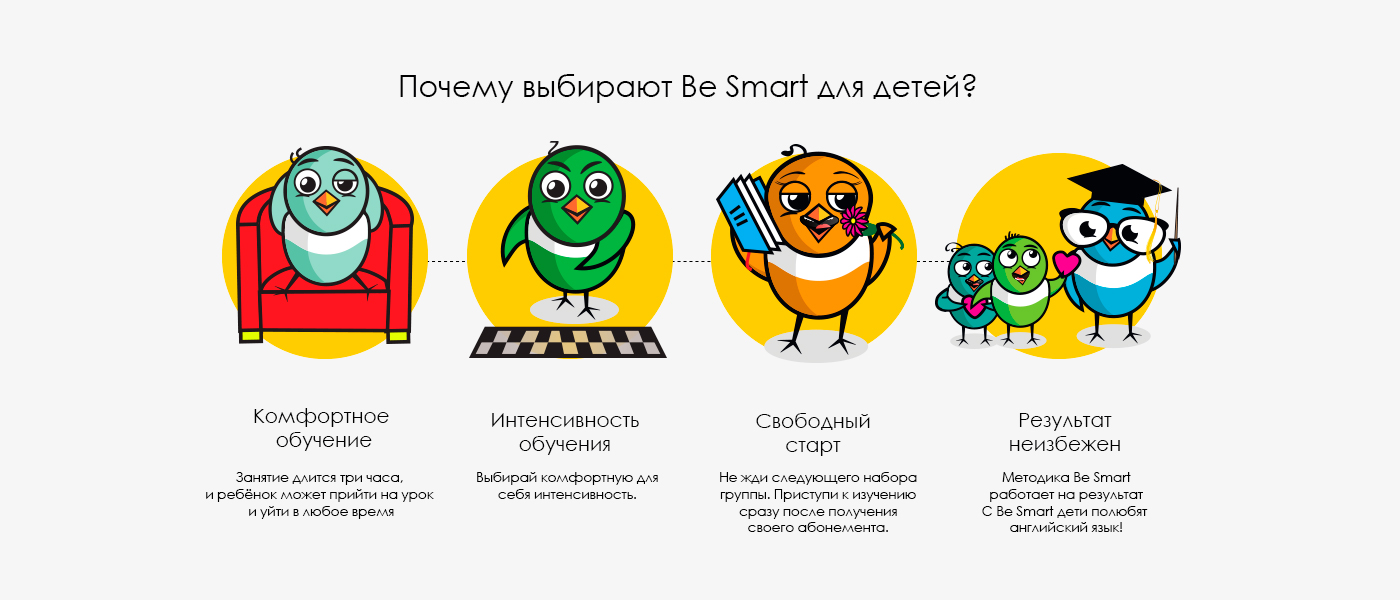 Почему выбирают Be Smart для детей?
Комфортное
обучение
Занятие длится три часа,
и ребёнок может прийти на урок
и уйти в любое время
Интенсивность
обучения
Выбирай комфортную для
себя интенсивность.
Свободный
старт
Не жди следующего набора
группы. Приступи к изучению
сразу после получения
своего абонемента.
Результат
неизбежен
Методика Be Smart
работает на результат
С Be Smart дети полюбят
английский язык!